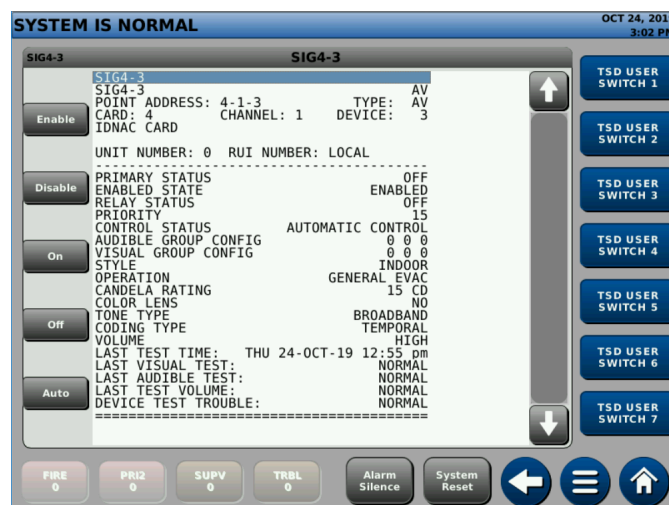 SYSTEM IS NORMAL
OCT 24, 201
3:02 P
SIG4-3
SIG4-3
SIG4-3
SIG4-3 AV
POINT ADDRESS: 4-1-3 TYPE: AV
CARD: 4 CHANNEL: 1 DEVICE: 3
IDNAC CARD
UNIT NUMBER: 0 RUI NUMBER: LOCAL
----------------------------------------
PRIMARY STATUS OFF
ENABLED STATE ENABLED
RELAY STATUS OFF
PRIORITY 15
CONTROL STATUS AUTOMATIC CONTROL
AUDIBLE GROUP CONFIG 0 0 0
VISUAL GROUP CONFIG 0 0 0
STYLE INDOOR
OPERATION GENERAL EVAC
CANDELA RATING 15 CD
COLOR LENS NO
TONE TYPE BROADBAND
CODING TYPE TEMPORAL
VOLUME HIGH
LAST TEST TIME: THU 24-OCT-19 12:55 pm
LAST VISUAL TEST: NORMAL
LAST AUDIBLE TEST: NORMAL
LAST TEST VOLUME: NORMAL
DEVICE TEST TROUBLE: NORMAL
========================================
Enable
Disable
On
Off
Auto
TSD USER
SWITCH 1
TSD USER
SWITCH 2
TSD USER
SWITCH 3
TSD USER
SWITCH 4
TSD USER
SWITCH 5
TSD USER
SWITCH 6
TSD USER
SWITCH 7
FIRE
0
PRI2
0
SUPV
0
TRBL
0
Alarm
Silence
System
Reset